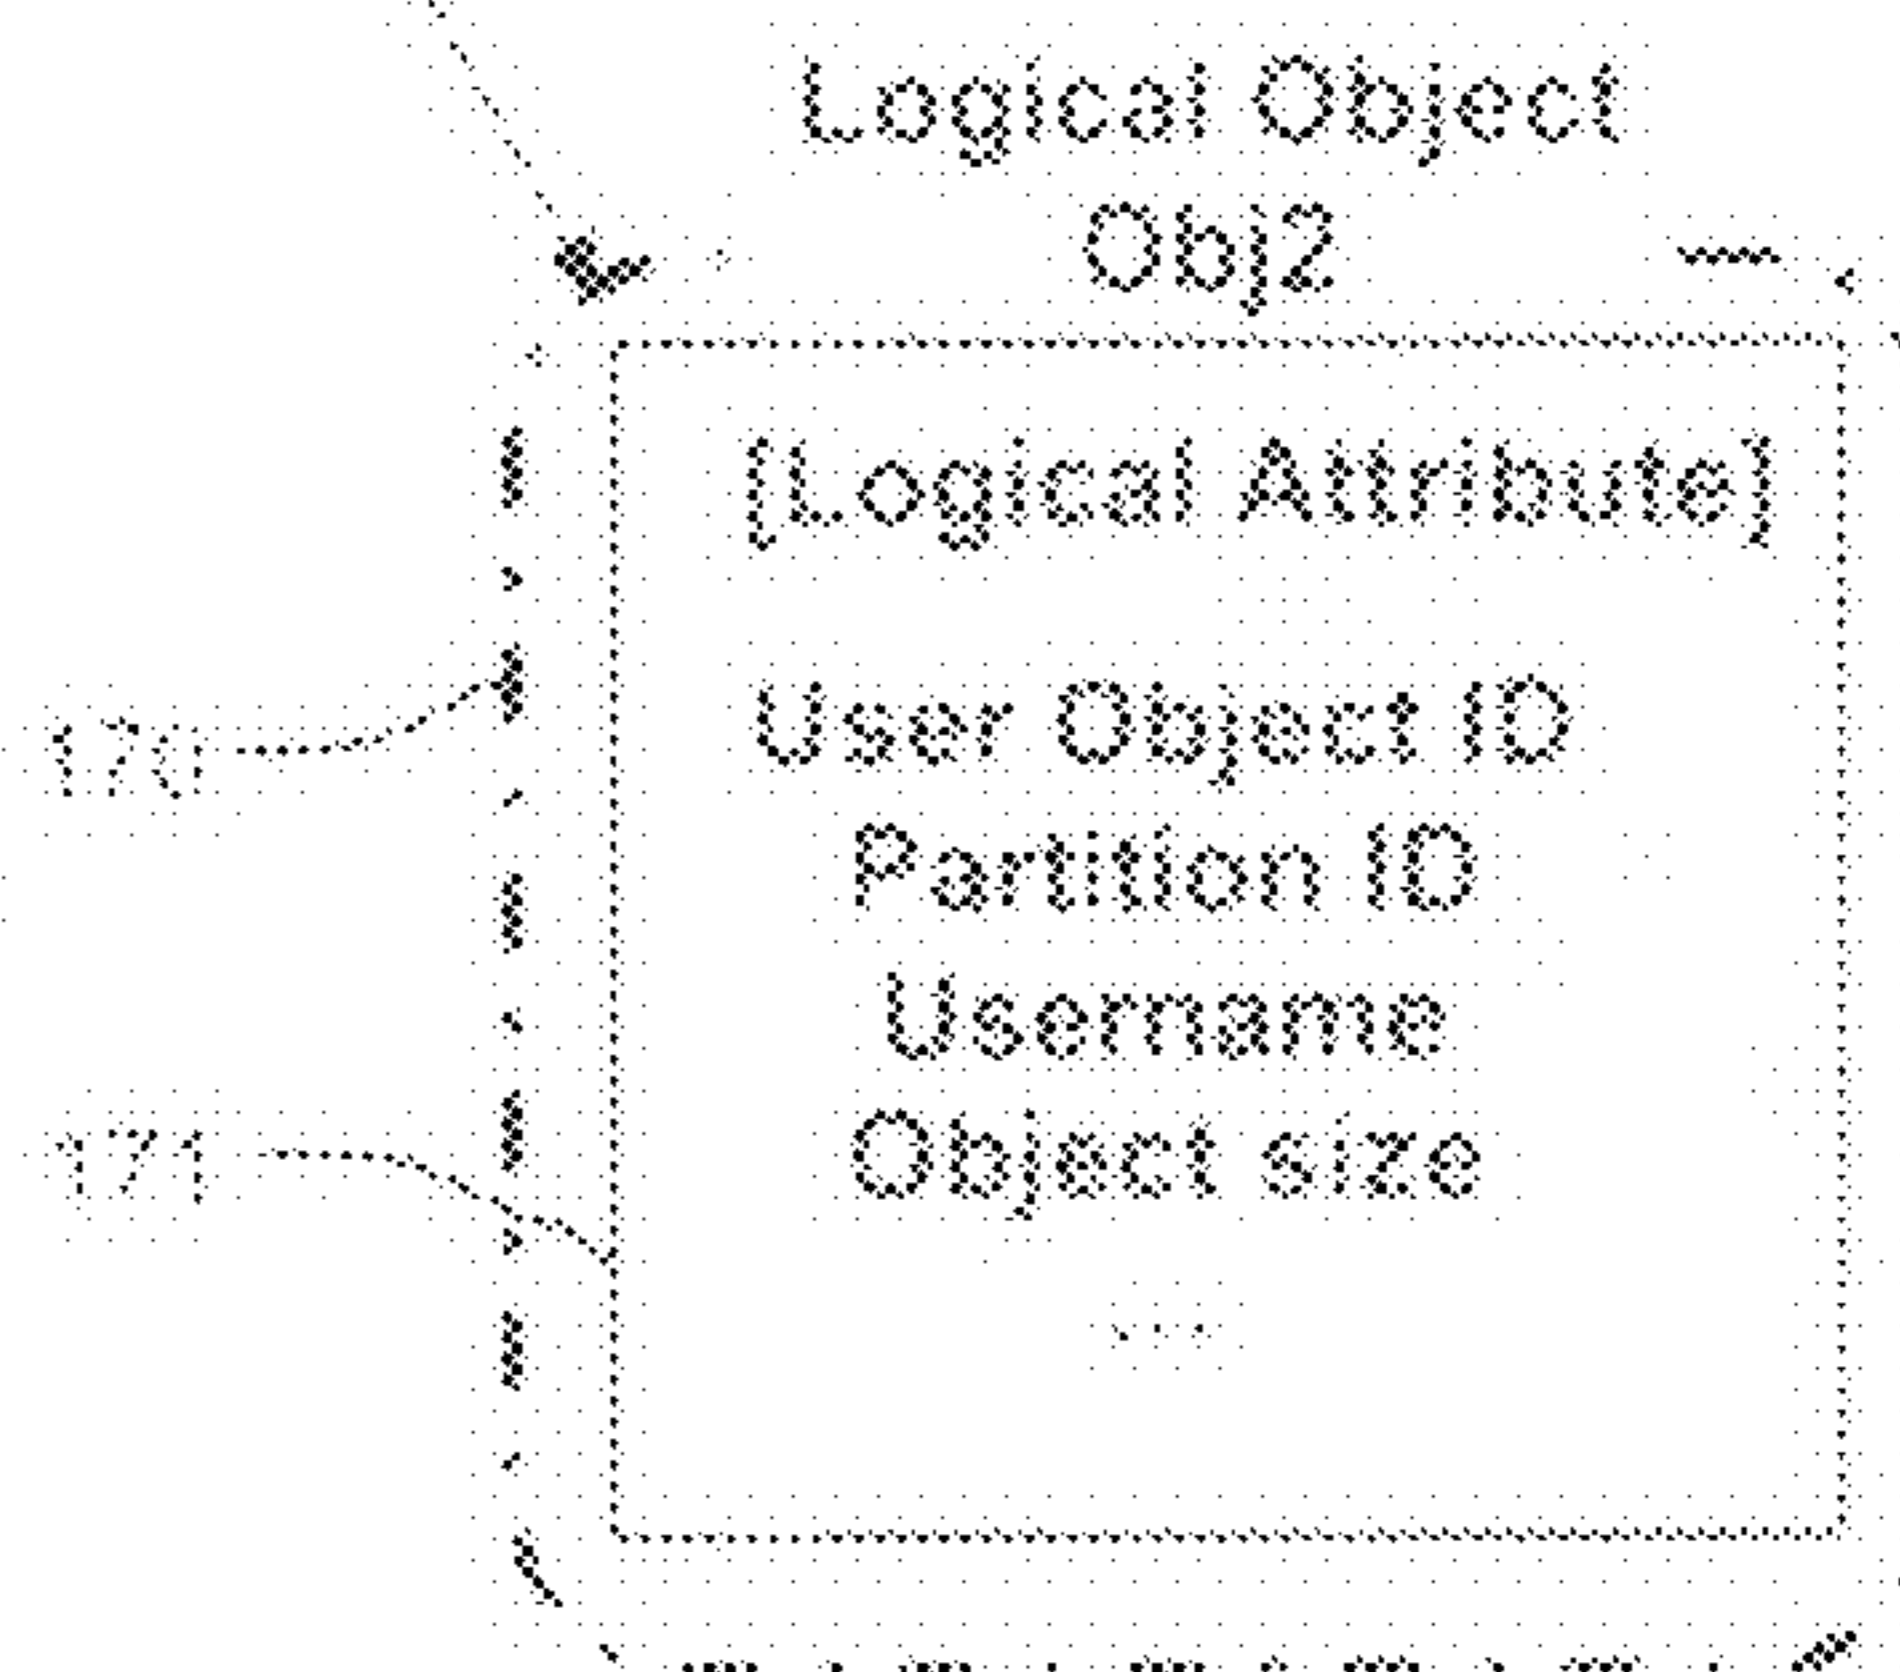 Logical Object
Obj2
[Logical Attribute]
User Object ID
170
Partition ID
Username
171
Object size
...